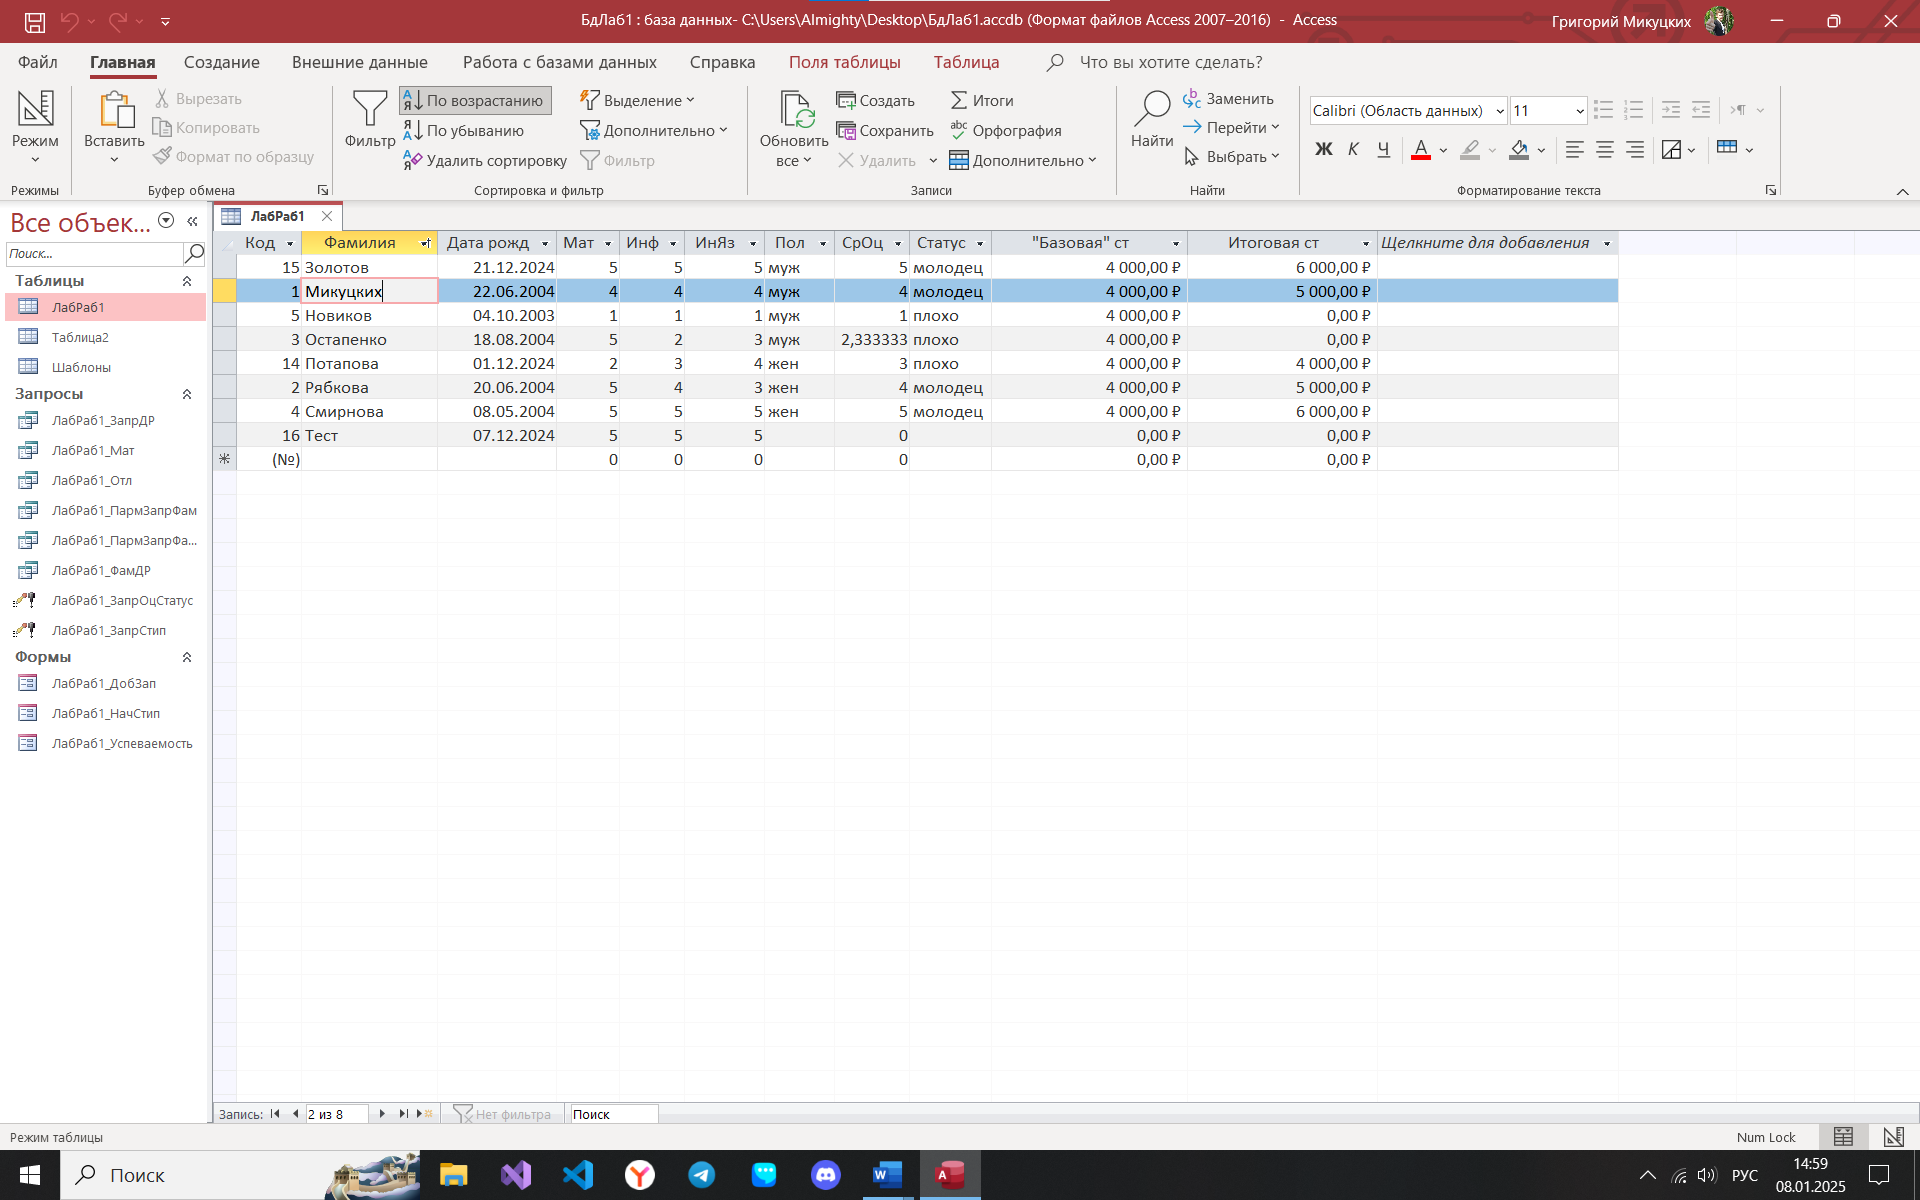 БдЛаб1 : база данных- C:\Users\Almighty\Desktop\БдЛаб1.accdb (Формат файлов Access 2007–2016) - Access
Григорий Микуцких
Файл Главная Создание Внешние данные Работа с базами данных Справка Поля таблицы Таблица Что вы хотите сделать?
Режим
Вставить
Вырезать
Копировать
Формат по образцу
Фильтр
По возрастанию
По убыванию
Удалить сортировку
Выделение
Дополнительно
Фильтр
Обновить все
Создать
Сохранить
Удалить
Итоги
Орфография
Дополнительно
Найти
Заменить
Перейти
Выбрать
Calibri (Область данных) 11
Ж К Ч А
Режимы Буфер обмена Сортировка и фильтр Записи Найти Форматирование текста
Все объек...
Поиск...
Таблицы
ЛабРаб1
Таблица2
Шаблоны
Запросы
ЛабРаб1_ЗапрДР
ЛабРаб1_Мат
ЛабРаб1_Отл
ЛабРаб1_ПармЗапрФам
ЛабРаб1_ПармЗапрФа...
ЛабРаб1_ФамДР
ЛабРаб1_ЗапрОцСтатус
ЛабРаб1_ЗапрСтип
Формы
ЛабРаб1_ДобЗап
ЛабРаб1_НачСтип
ЛабРаб1_Успеваемость
ЛабРаб1
Код Фамилия Дата рожд Мат Инф ИнЯз Пол СрОц Статус "Базовая" ст Итоговая ст Щелкните для добавления
15 Золотов 21.12.2024 5 5 5 муж 5 молодец 4 000,00 ₽ 6 000,00 ₽
1 Микуцких 22.06.2004 4 4 4 муж 4 молодец 4 000,00 ₽ 5 000,00 ₽
5 Новиков 04.10.2003 1 1 1 муж 1 плохо 4 000,00 ₽ 0,00 ₽
3 Остапенко 18.08.2004 5 2 3 муж 2,333333 плохо 4 000,00 ₽ 0,00 ₽
14 Потапова 01.12.2024 2 3 4 жен 3 плохо 4 000,00 ₽ 4 000,00 ₽
2 Рябкова 20.06.2004 5 4 3 жен 4 молодец 4 000,00 ₽ 5 000,00 ₽
4 Смирнова 08.05.2004 5 5 5 жен 5 молодец 4 000,00 ₽ 6 000,00 ₽
16 Тест 07.12.2024 5 5 5 0 0,00 ₽ 0,00 ₽
(№) 0 0 0 0 0,00 ₽ 0,00 ₽
Запись: 2 из 8 Нет фильтра Поиск
Режим таблицы Num Lock
Поиск
РУС
14:59
08.01.2025